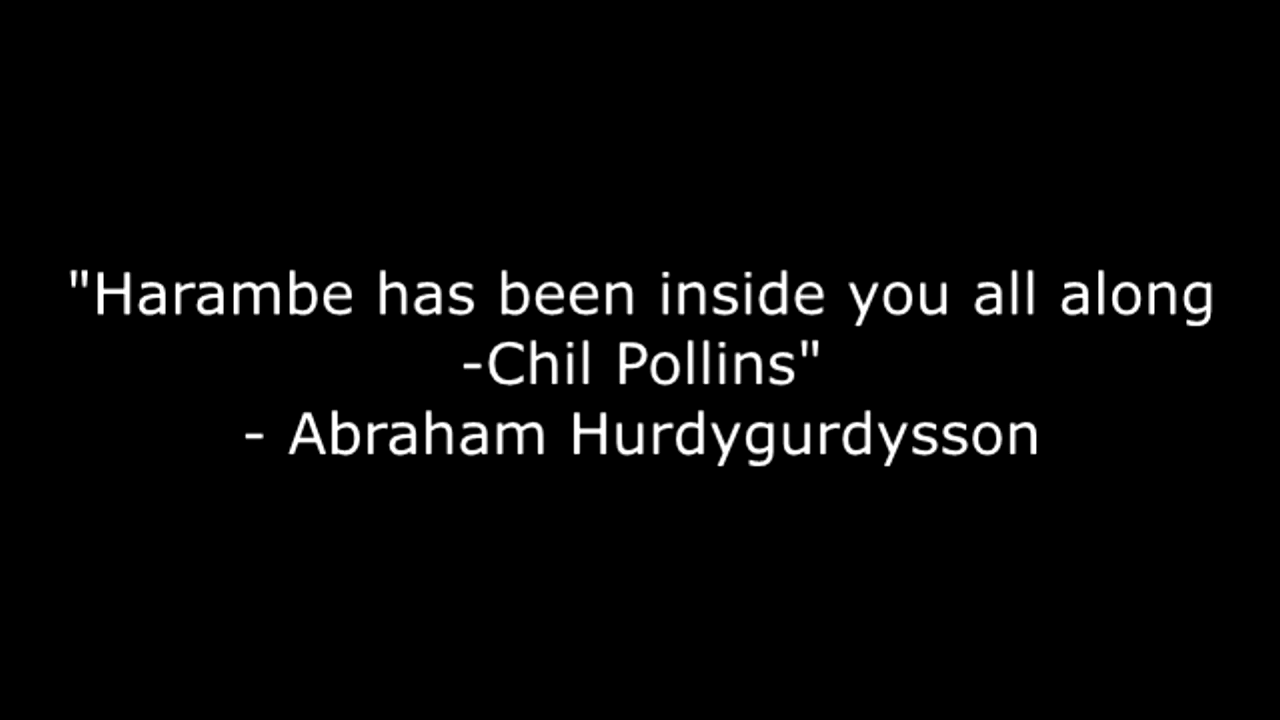 "Harambe has been inside you all along
-Chil Pollins"
- Abraham Hurdygurdysson